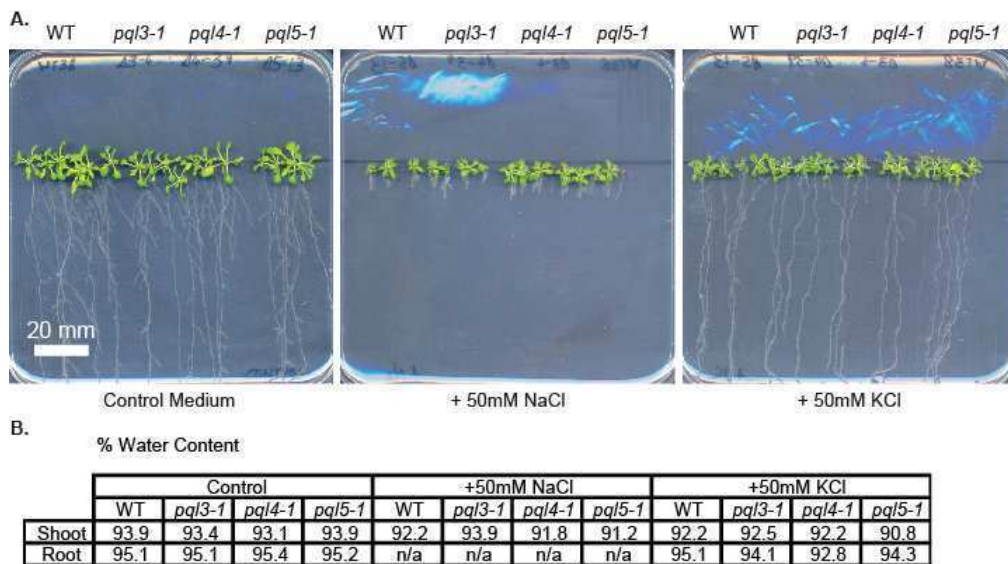 A.
WT pql3-1 pql4-1 pql5-1 WT pql3-1 pql4-1 pql5-1 WT pql3-1 pql4-1 pql5-1
20 mm
Control Medium + 50mM NaCl + 50mM KCl
B.
% Water Content
Control +50mM NaCl +50mM KCl
WT pql3-1 pql4-1 pql5-1 WT pql3-1 pql4-1 pql5-1 WT pql3-1 pql4-1 pql5-1
Shoot 93.9 93.4 93.1 93.9 92.2 93.9 91.8 91.2 92.2 92.5 92.2 90.8
Root 95.1 95.1 95.4 95.2 n/a n/a n/a n/a 95.1 94.1 92.8 94.3